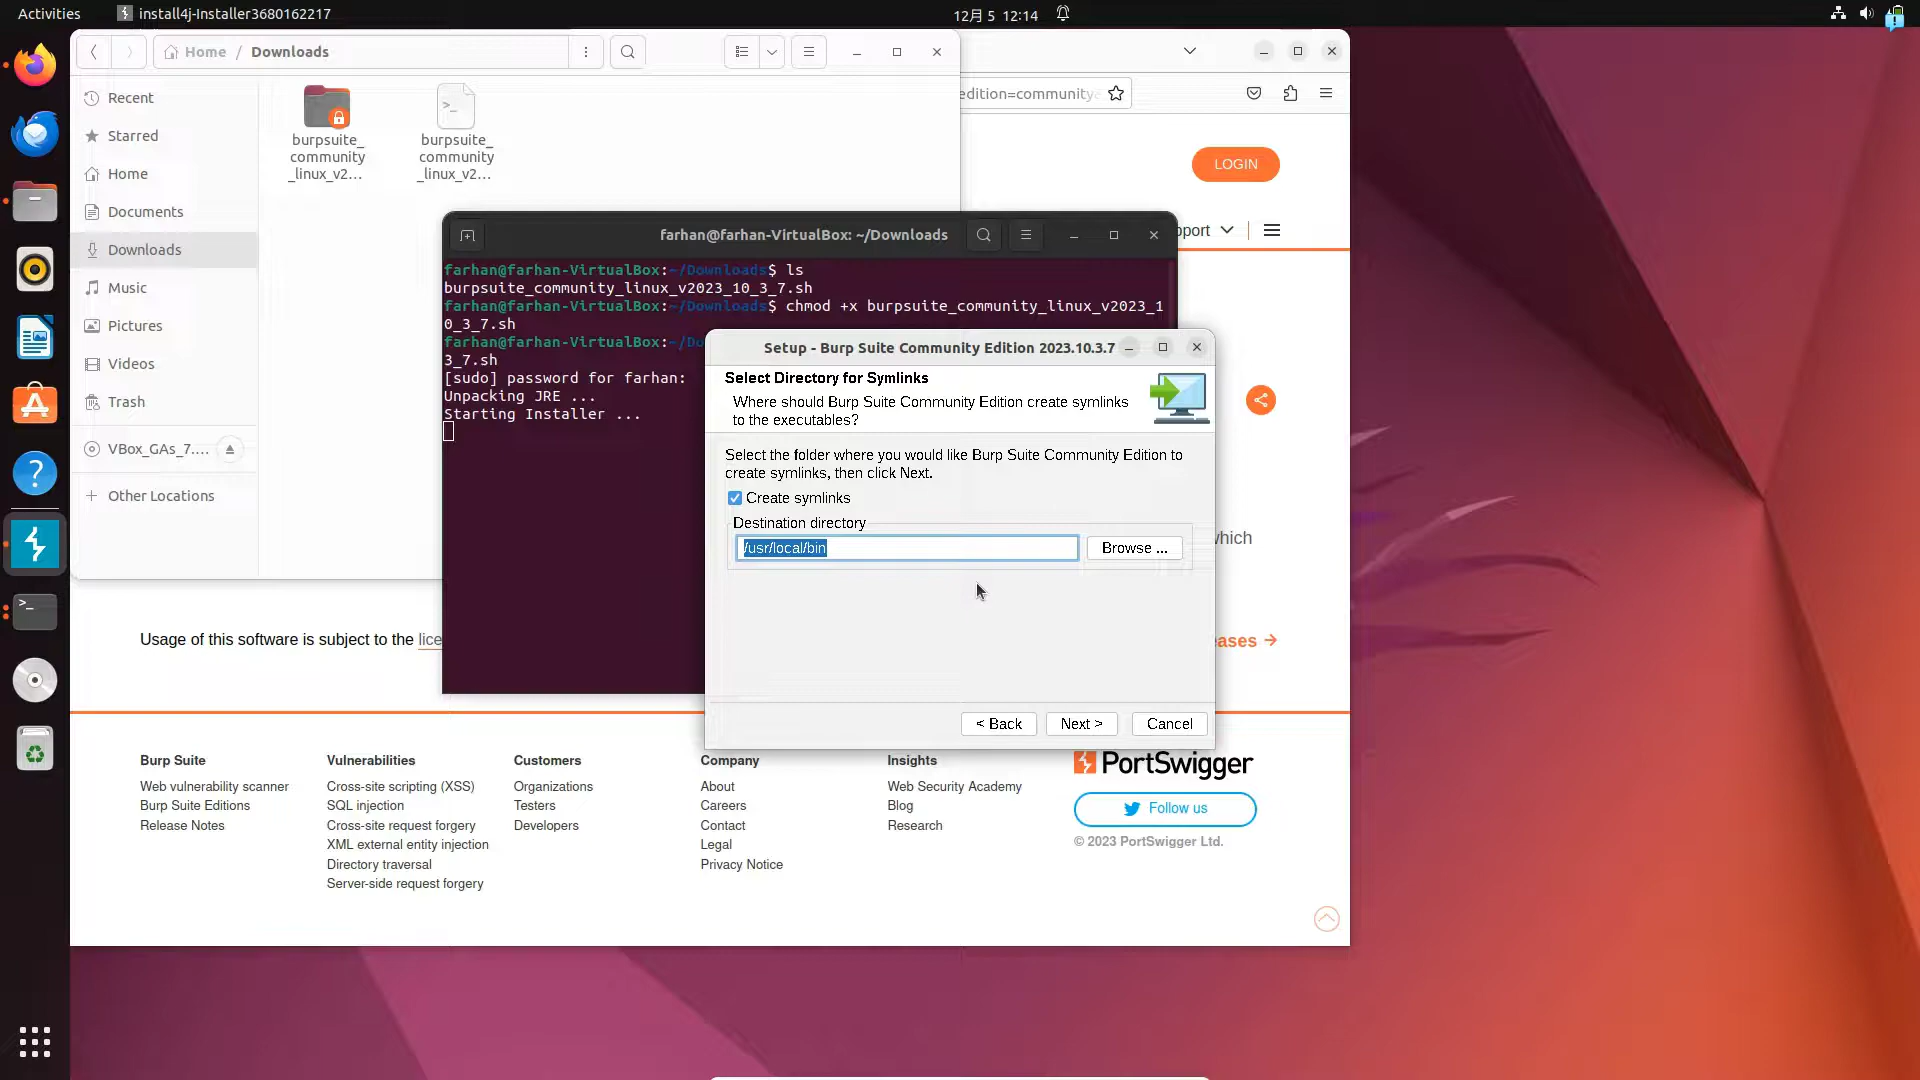 Activities
install4j-Installer3680162217
12月 5 12:14
Home / Downloads
Recent
Starred
Home
Documents
Downloads
Music
Pictures
Videos
Trash
VBox_GAs_7....
Other Locations
burpsuite_
community
_linux_v2...
burpsuite_
community
_linux_v2...
edition=community
LOGIN
pport
farhan@farhan-VirtualBox: ~/Downloads
farhan@farhan-VirtualBox:~/Downloads$ ls
burpsuite_community_linux_v2023_10_3_7.sh
farhan@farhan-VirtualBox:~/Downloads$ chmod +x burpsuite_community_linux_v2023_1
0_3_7.sh
farhan@farhan-VirtualBox:~/Do
3_7.sh
[sudo] password for farhan:
Unpacking JRE ...
Starting Installer ...
Setup - Burp Suite Community Edition 2023.10.3.7
Select Directory for Symlinks
Where should Burp Suite Community Edition create symlinks
to the executables?
Select the folder where you would like Burp Suite Community Edition to
create symlinks, then click Next.
Create symlinks
Destination directory
/usr/local/bin
Browse ...
< Back
Next >
Cancel
which
Usage of this software is subject to the lice
eases →
Burp Suite
Web vulnerability scanner
Burp Suite Editions
Release Notes
Vulnerabilities
Cross-site scripting (XSS)
SQL injection
Cross-site request forgery
XML external entity injection
Directory traversal
Server-side request forgery
Customers
Organizations
Testers
Developers
Company
About
Careers
Contact
Legal
Privacy Notice
Insights
Web Security Academy
Blog
Research
PortSwigger
Follow us
© 2023 PortSwigger Ltd.